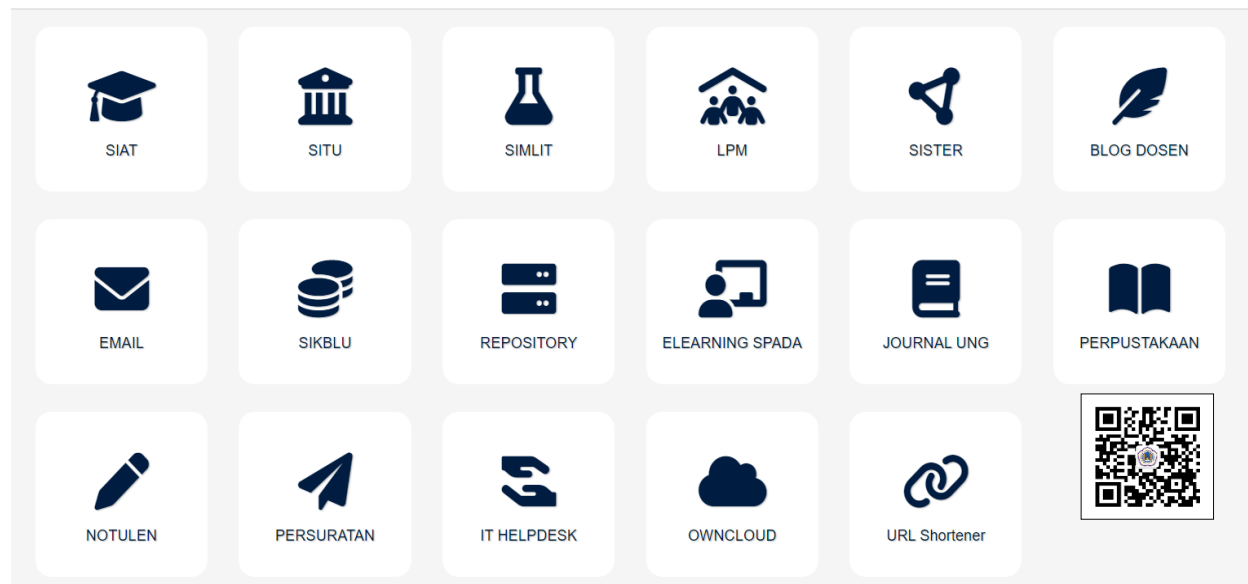 SIAT
SITU
SIMLIT
LPM
SISTER
BLOG DOSEN
EMAIL
SIKBLU
REPOSITORY
ELEARNING SPADA
JOURNAL UNG
PERPUSTAKAAN
NOTULEN
PERSURATAN
IT HELPDESK
OWNCLOUD
URL Shortener